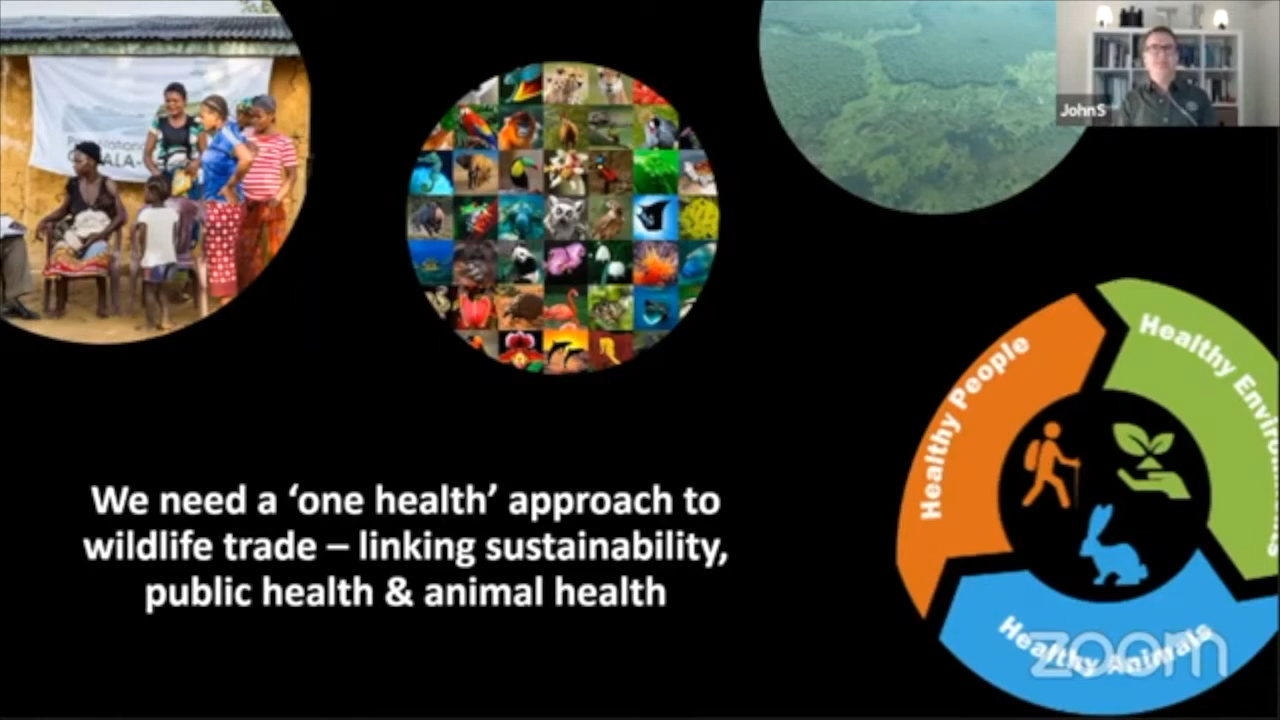 JohnS
Healthy People
Healthy
Healthy Animals
We need a ‘one health’ approach to
wildlife trade – linking sustainability,
public health & animal health
zoom